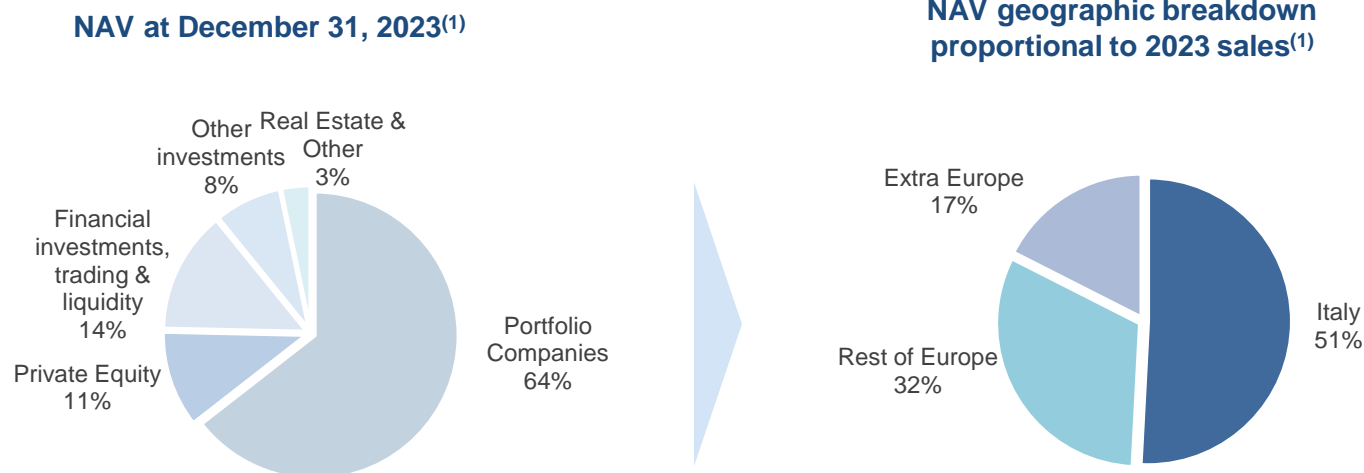 NAV at December 31, 2023(1)
Other
investments
8%
Real Estate &
Other
3%
Financial
investments,
trading &
liquidity
14%
Private Equity
11%
Portfolio
Companies
64%
NAV geographic breakdown
proportional to 2023 sales(1)
Extra Europe
17%
Rest of Europe
32%
Italy
51%